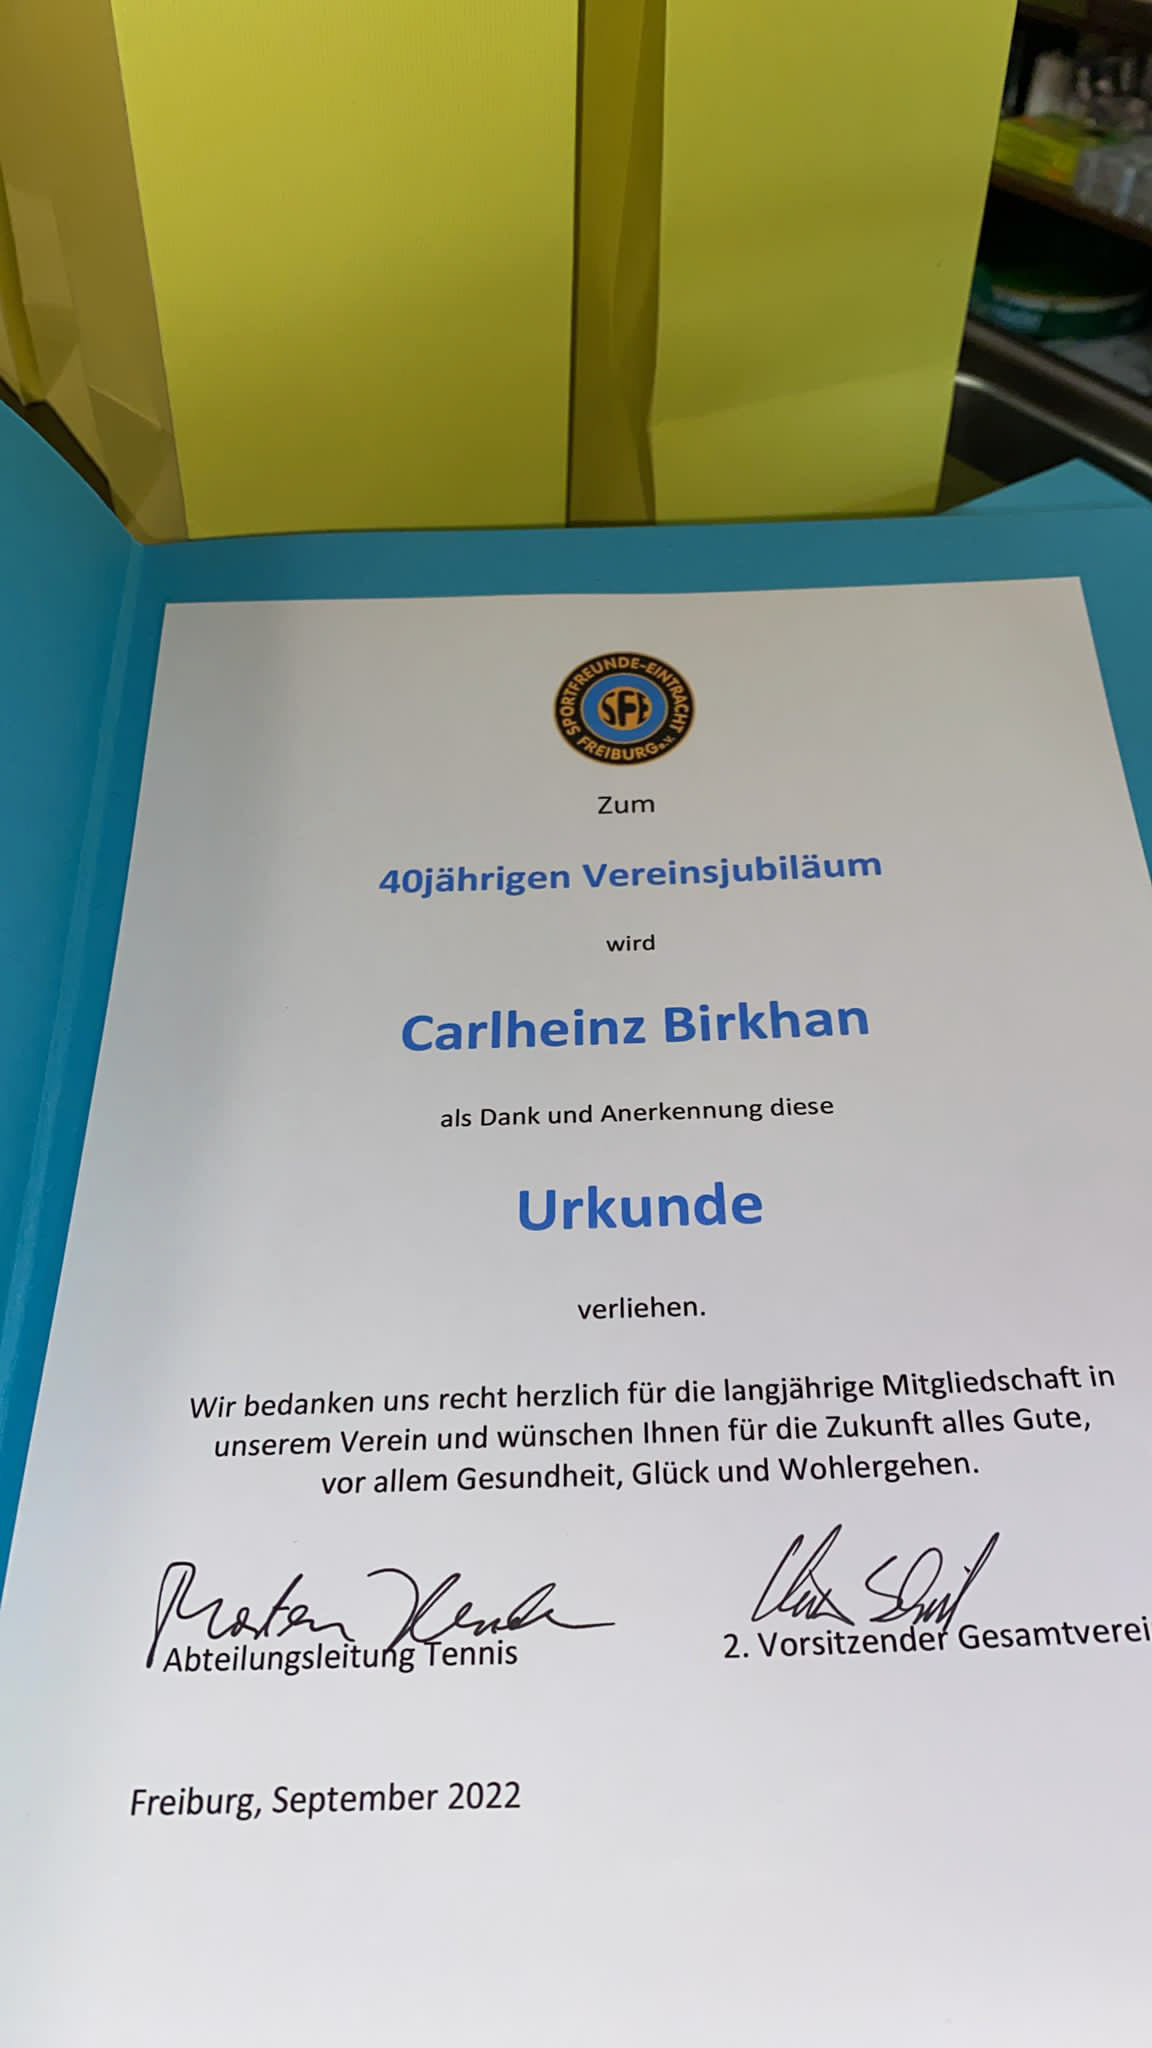 SPORTFREUNDE-EINTRACHT
SFE
FREIBURG e.V.
Zum
40jährigen Vereinsjubiläum
wird
Carlheinz Birkhan
als Dank und Anerkennung diese
Urkunde
verliehen.
Wir bedanken uns recht herzlich für die langjährige Mitgliedschaft in
unserem Verein und wünschen Ihnen für die Zukunft alles Gute,
vor allem Gesundheit, Glück und Wohlergehen.
Abteilungsleitung Tennis
2. Vorsitzender Gesamtverei
Freiburg, September 2022